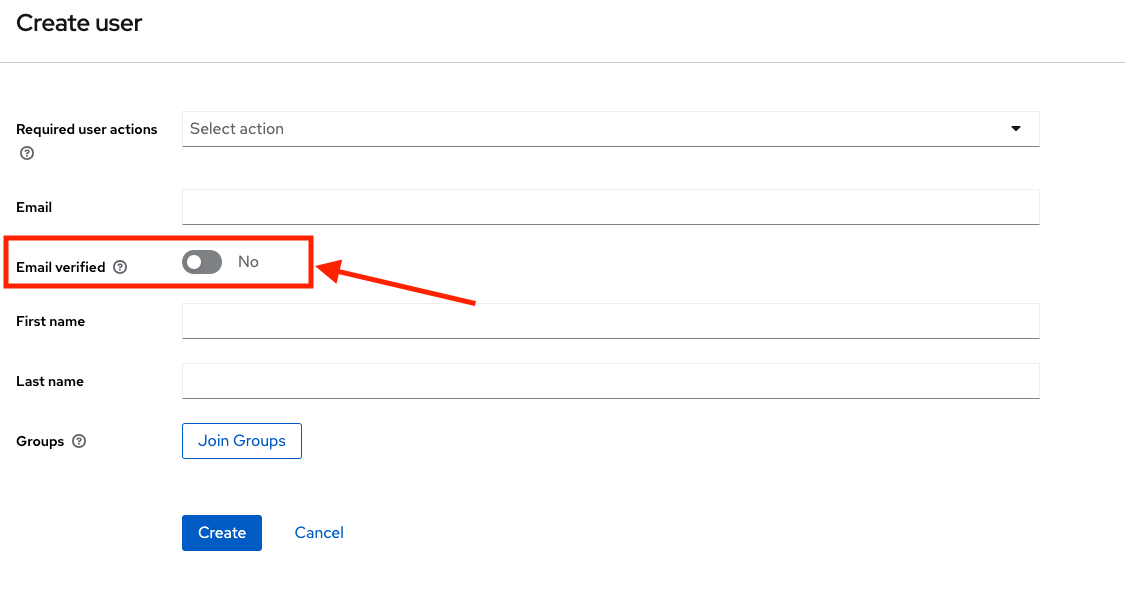 Create user
Required user actions
Select action
Email
Email verified
No
First name
Last name
Groups
Join Groups
Create
Cancel